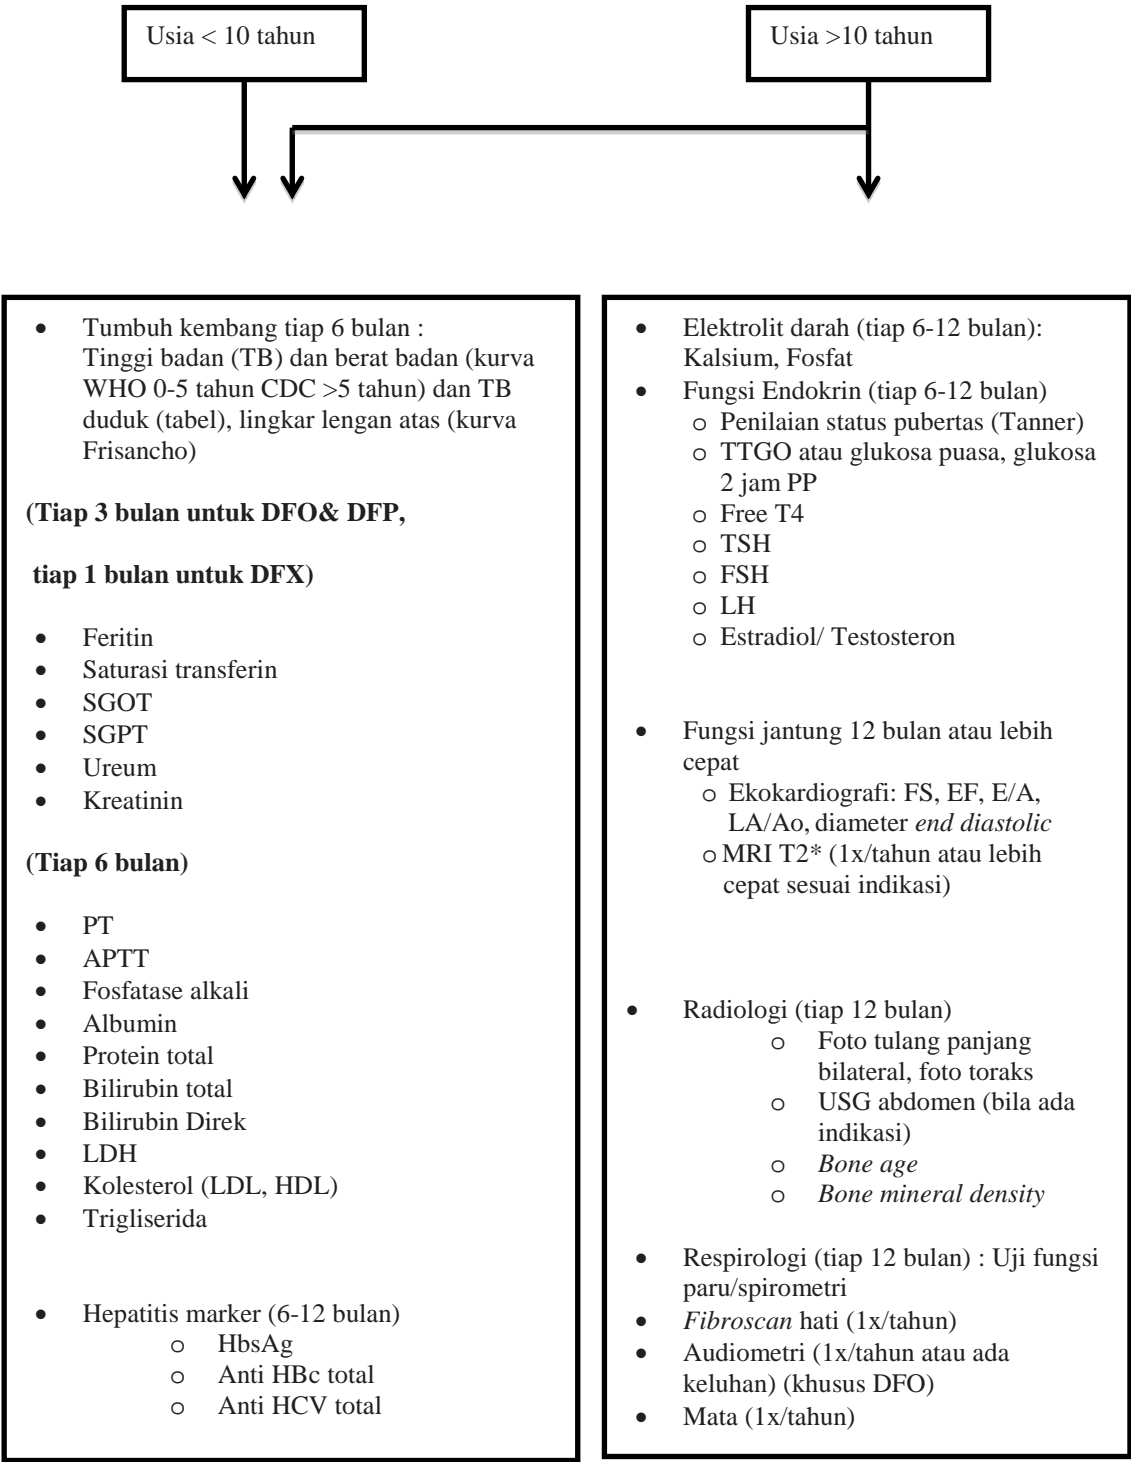 Usia < 10 tahun
Usia >10 tahun
• Tumbuh kembang tiap 6 bulan :
Tinggi badan (TB) dan berat badan (kurva
WHO 0-5 tahun CDC >5 tahun) dan TB
duduk (tabel), lingkar lengan atas (kurva
Frisancho)
(Tiap 3 bulan untuk DFO& DFP,
tiap 1 bulan untuk DFX)
• Feritin
• Saturasi transferin
• SGOT
• SGPT
• Ureum
• Kreatinin
(Tiap 6 bulan)
• PT
• APTT
• Fosfatase alkali
• Albumin
• Protein total
• Bilirubin total
• Bilirubin Direk
• LDH
• Kolesterol (LDL, HDL)
• Trigliserida
• Hepatitis marker (6-12 bulan)
o HbsAg
o Anti HBc total
o Anti HCV total
• Elektrolit darah (tiap 6-12 bulan):
Kalsium, Fosfat
• Fungsi Endokrin (tiap 6-12 bulan)
o Penilaian status pubertas (Tanner)
o TTGO atau glukosa puasa, glukosa
2 jam PP
o Free T4
o TSH
o FSH
o LH
o Estradiol/ Testosteron
• Fungsi jantung 12 bulan atau lebih
cepat
o Ekokardiografi: FS, EF, E/A,
LA/Ao, diameter end diastolic
o MRI T2* (1x/tahun atau lebih
cepat sesuai indikasi)
• Radiologi (tiap 12 bulan)
o Foto tulang panjang
bilateral, foto toraks
o USG abdomen (bila ada
indikasi)
o Bone age
o Bone mineral density
• Respirologi (tiap 12 bulan) : Uji fungsi
paru/spirometri
• Fibroscan hati (1x/tahun)
• Audiometri (1x/tahun atau ada
keluhan) (khusus DFO)
• Mata (1x/tahun)